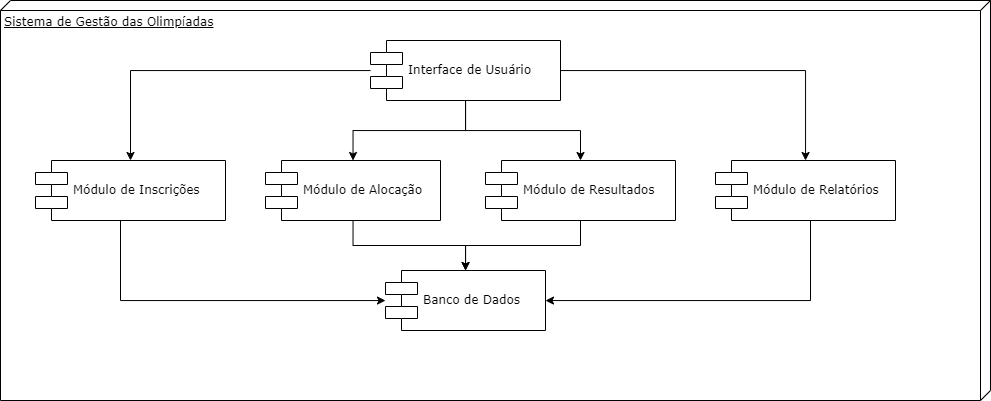 Sistema de Gestão das Olimpíadas
Interface de Usuário
Módulo de Inscrições
Módulo de Alocação
Módulo de Resultados
Módulo de Relatórios
Banco de Dados